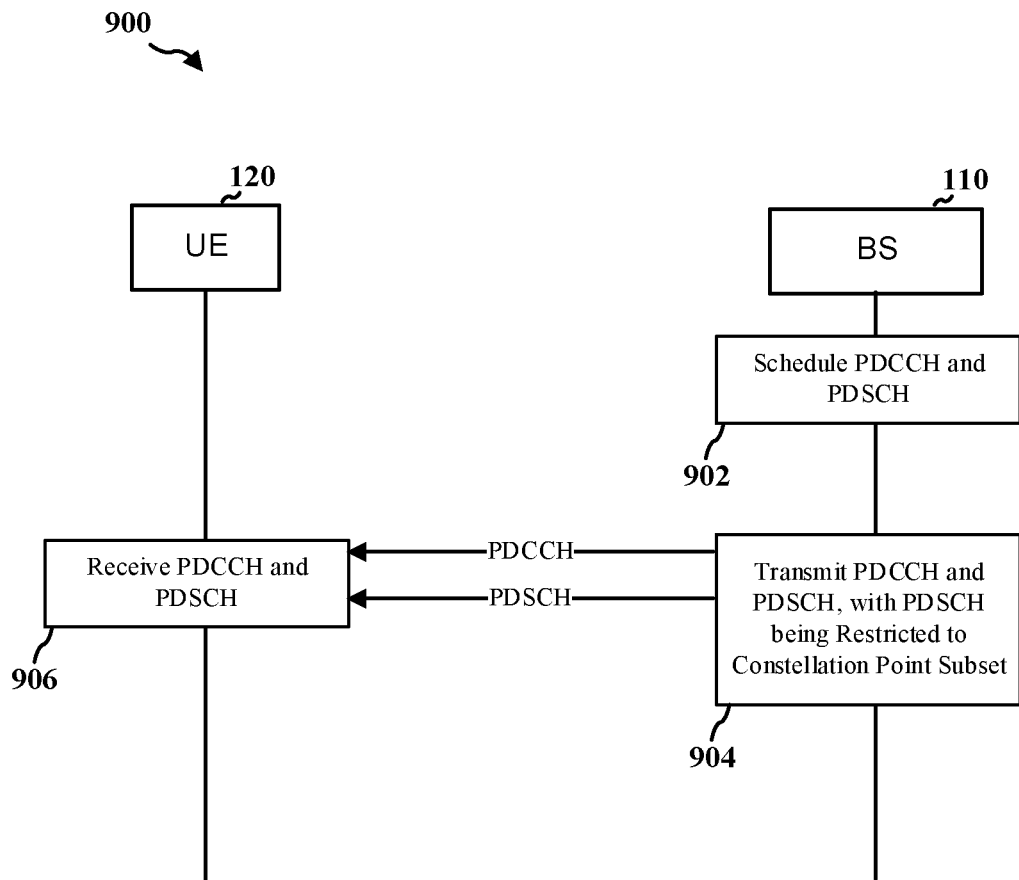 900
120
UE
110
BS
Schedule PDCCH and
PDSCH
902
Receive PDCCH and
PDSCH
906
PDCCH
PDSCH
Transmit PDCCH and
PDSCH, with PDSCH
being Restricted to
Constellation Point Subset
904